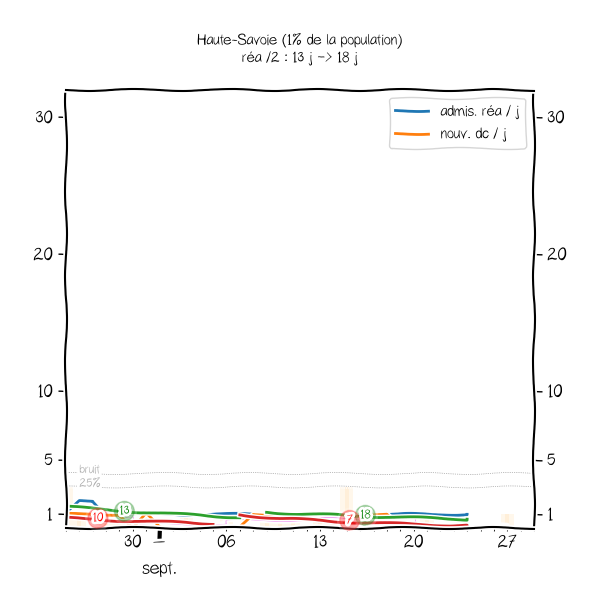 Haute-Savoie (1% de la population)
réa /2 : 13 j -> 18 j
admis. réa / j
nouv. dc / j
30 30
20 20
10 10
5 5
bruit
25%
1 1
10 13 7 18
30 1 06 13 20 27
sept.